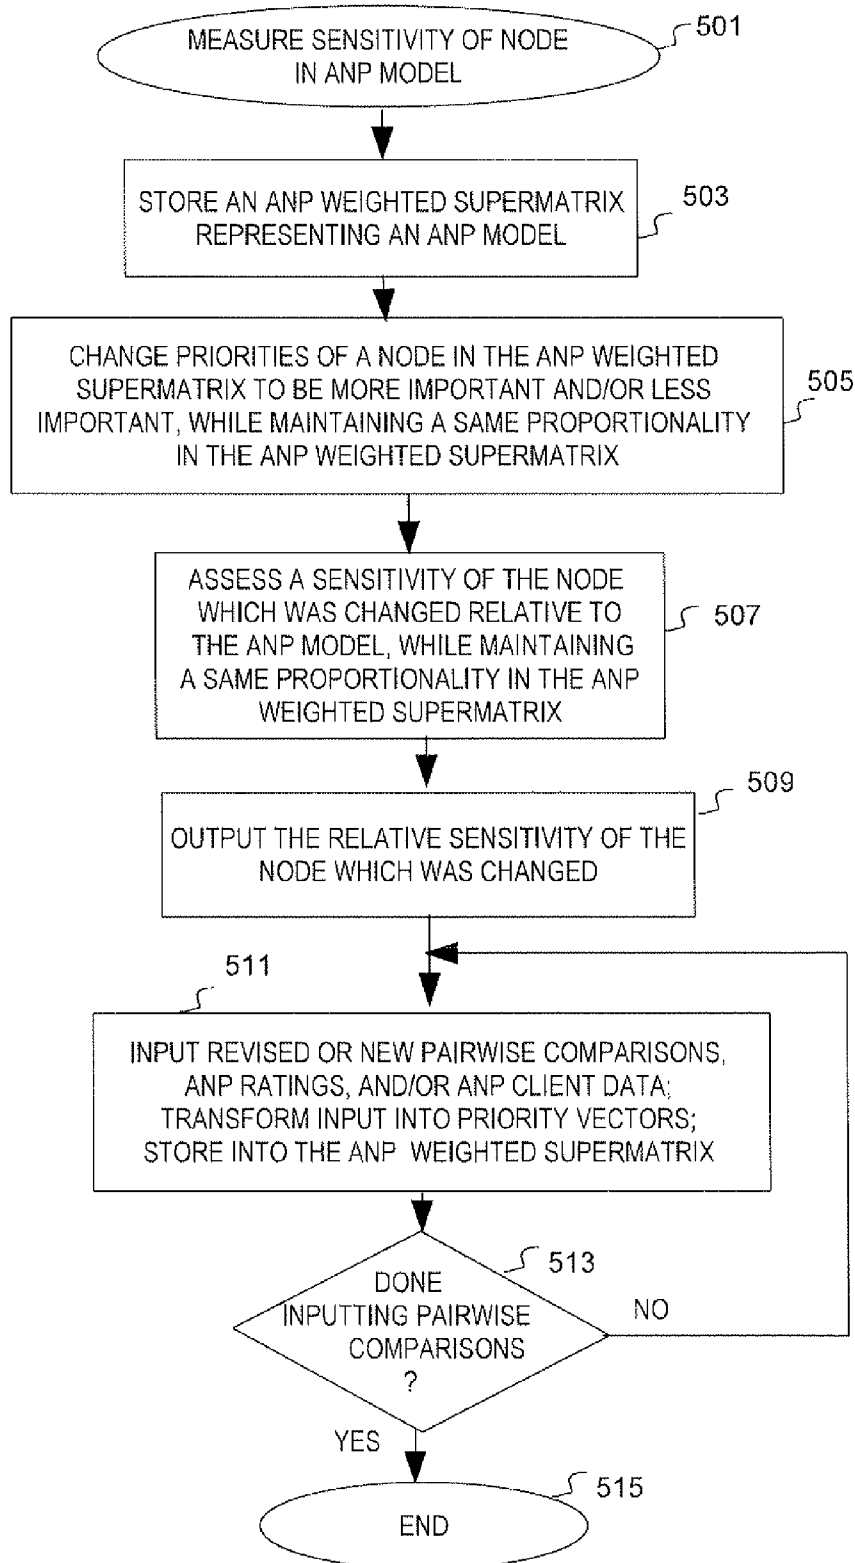 MEASURE SENSITIVITY OF NODE
IN ANP MODEL
501
STORE AN ANP WEIGHTED SUPERMATRIX
REPRESENTING AN ANP MODEL
503
CHANGE PRIORITIES OF A NODE IN THE ANP WEIGHTED
SUPERMATRIX TO BE MORE IMPORTANT AND/OR LESS
IMPORTANT, WHILE MAINTAINING A SAME PROPORTIONALITY
IN THE ANP WEIGHTED SUPERMATRIX
505
ASSESS A SENSITIVITY OF THE NODE
WHICH WAS CHANGED RELATIVE TO
THE ANP MODEL, WHILE MAINTAINING
A SAME PROPORTIONALITY IN THE ANP
WEIGHTED SUPERMATRIX
507
509
OUTPUT THE RELATIVE SENSITIVITY OF THE
NODE WHICH WAS CHANGED
511
INPUT REVISED OR NEW PAIRWISE COMPARISONS,
ANP RATINGS, AND/OR ANP CLIENT DATA;
TRANSFORM INPUT INTO PRIORITY VECTORS;
STORE INTO THE ANP WEIGHTED SUPERMATRIX
513
DONE
INPUTTING PAIRWISE
COMPARISONS
?
NO
YES
515
END